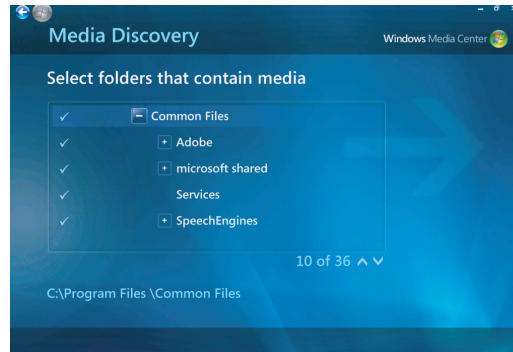 Media Discovery
Windows Media Center
Select folders that contain media
Common Files
Adobe
microsoft shared
Services
SpeechEngines
10 of 36
C:\Program Files \Common Files